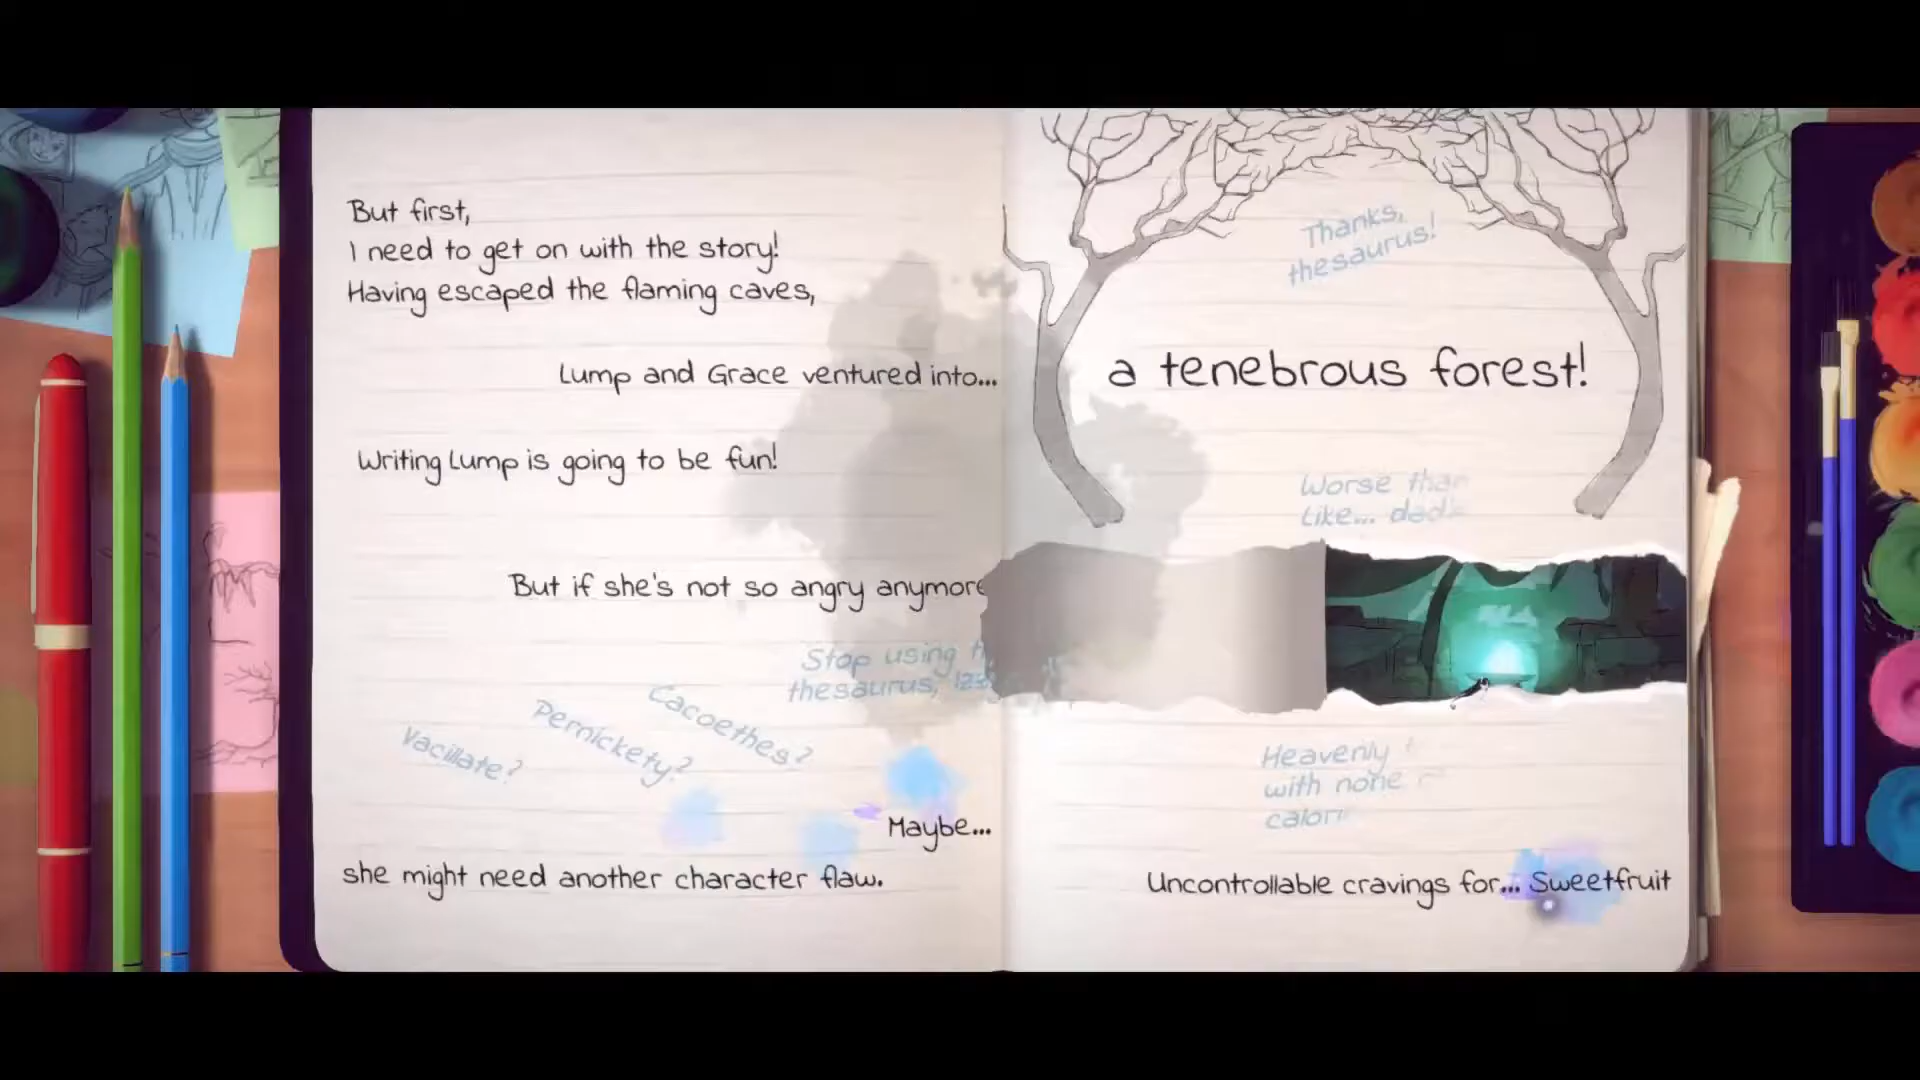 But first,
I need to get on with the story!
Having escaped the flaming caves,
Lump and Grace ventured into...
Writing Lump is going to be fun!
But if she's not so angry anymore
Stop using
thesaurus,
Cacoethes?
Pernickety?
Vacillate?
Maybe...
she might need another character flaw.
Thanks,
thesaurus!
a tenebrous forest!
Worse than
Like...
Heavenly
with none
Uncontrollable cravings for... Sweetfruit